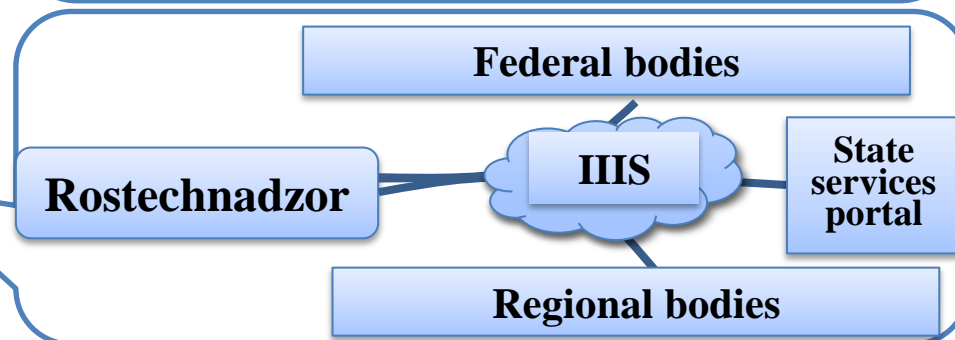 Federal bodies
IIIS
State
services
portal
Rostechnadzor
Regional bodies